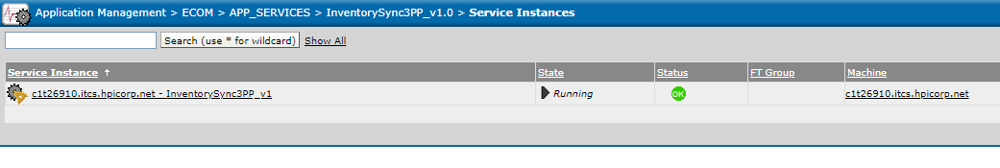 Application Management > ECOM > APP_SERVICES > InventorySync3PP_v1.0 > Service Instances
Search (use * for wildcard) Show All
Service Instance ↑ State Status FT Group Machine
c1t26910.itcs.hpicorp.net - InventorySync3PP_v1 Running OK c1t26910.itcs.hpicorp.net